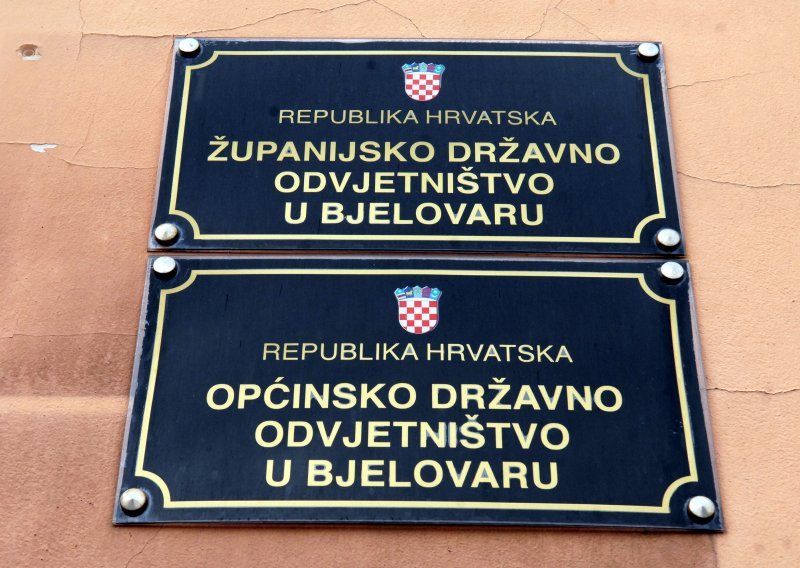 REPUBLIKA HRVATSKA
ŽUPANIJSKO DRŽAVNO
ODVJETNIŠTVO
U BJELOVARU
REPUBLIKA HRVATSKA
OPĆINSKO DRŽAVNO
ODVJETNIŠTVO
U BJELOVARU